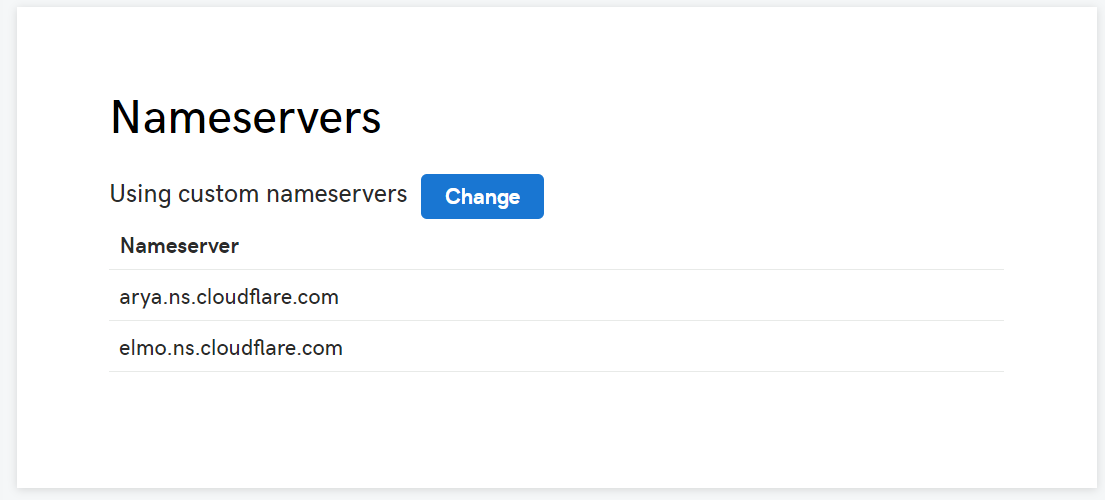 Nameservers
Using custom nameservers Change
Nameserver
arya.ns.cloudflare.com
elmo.ns.cloudflare.com